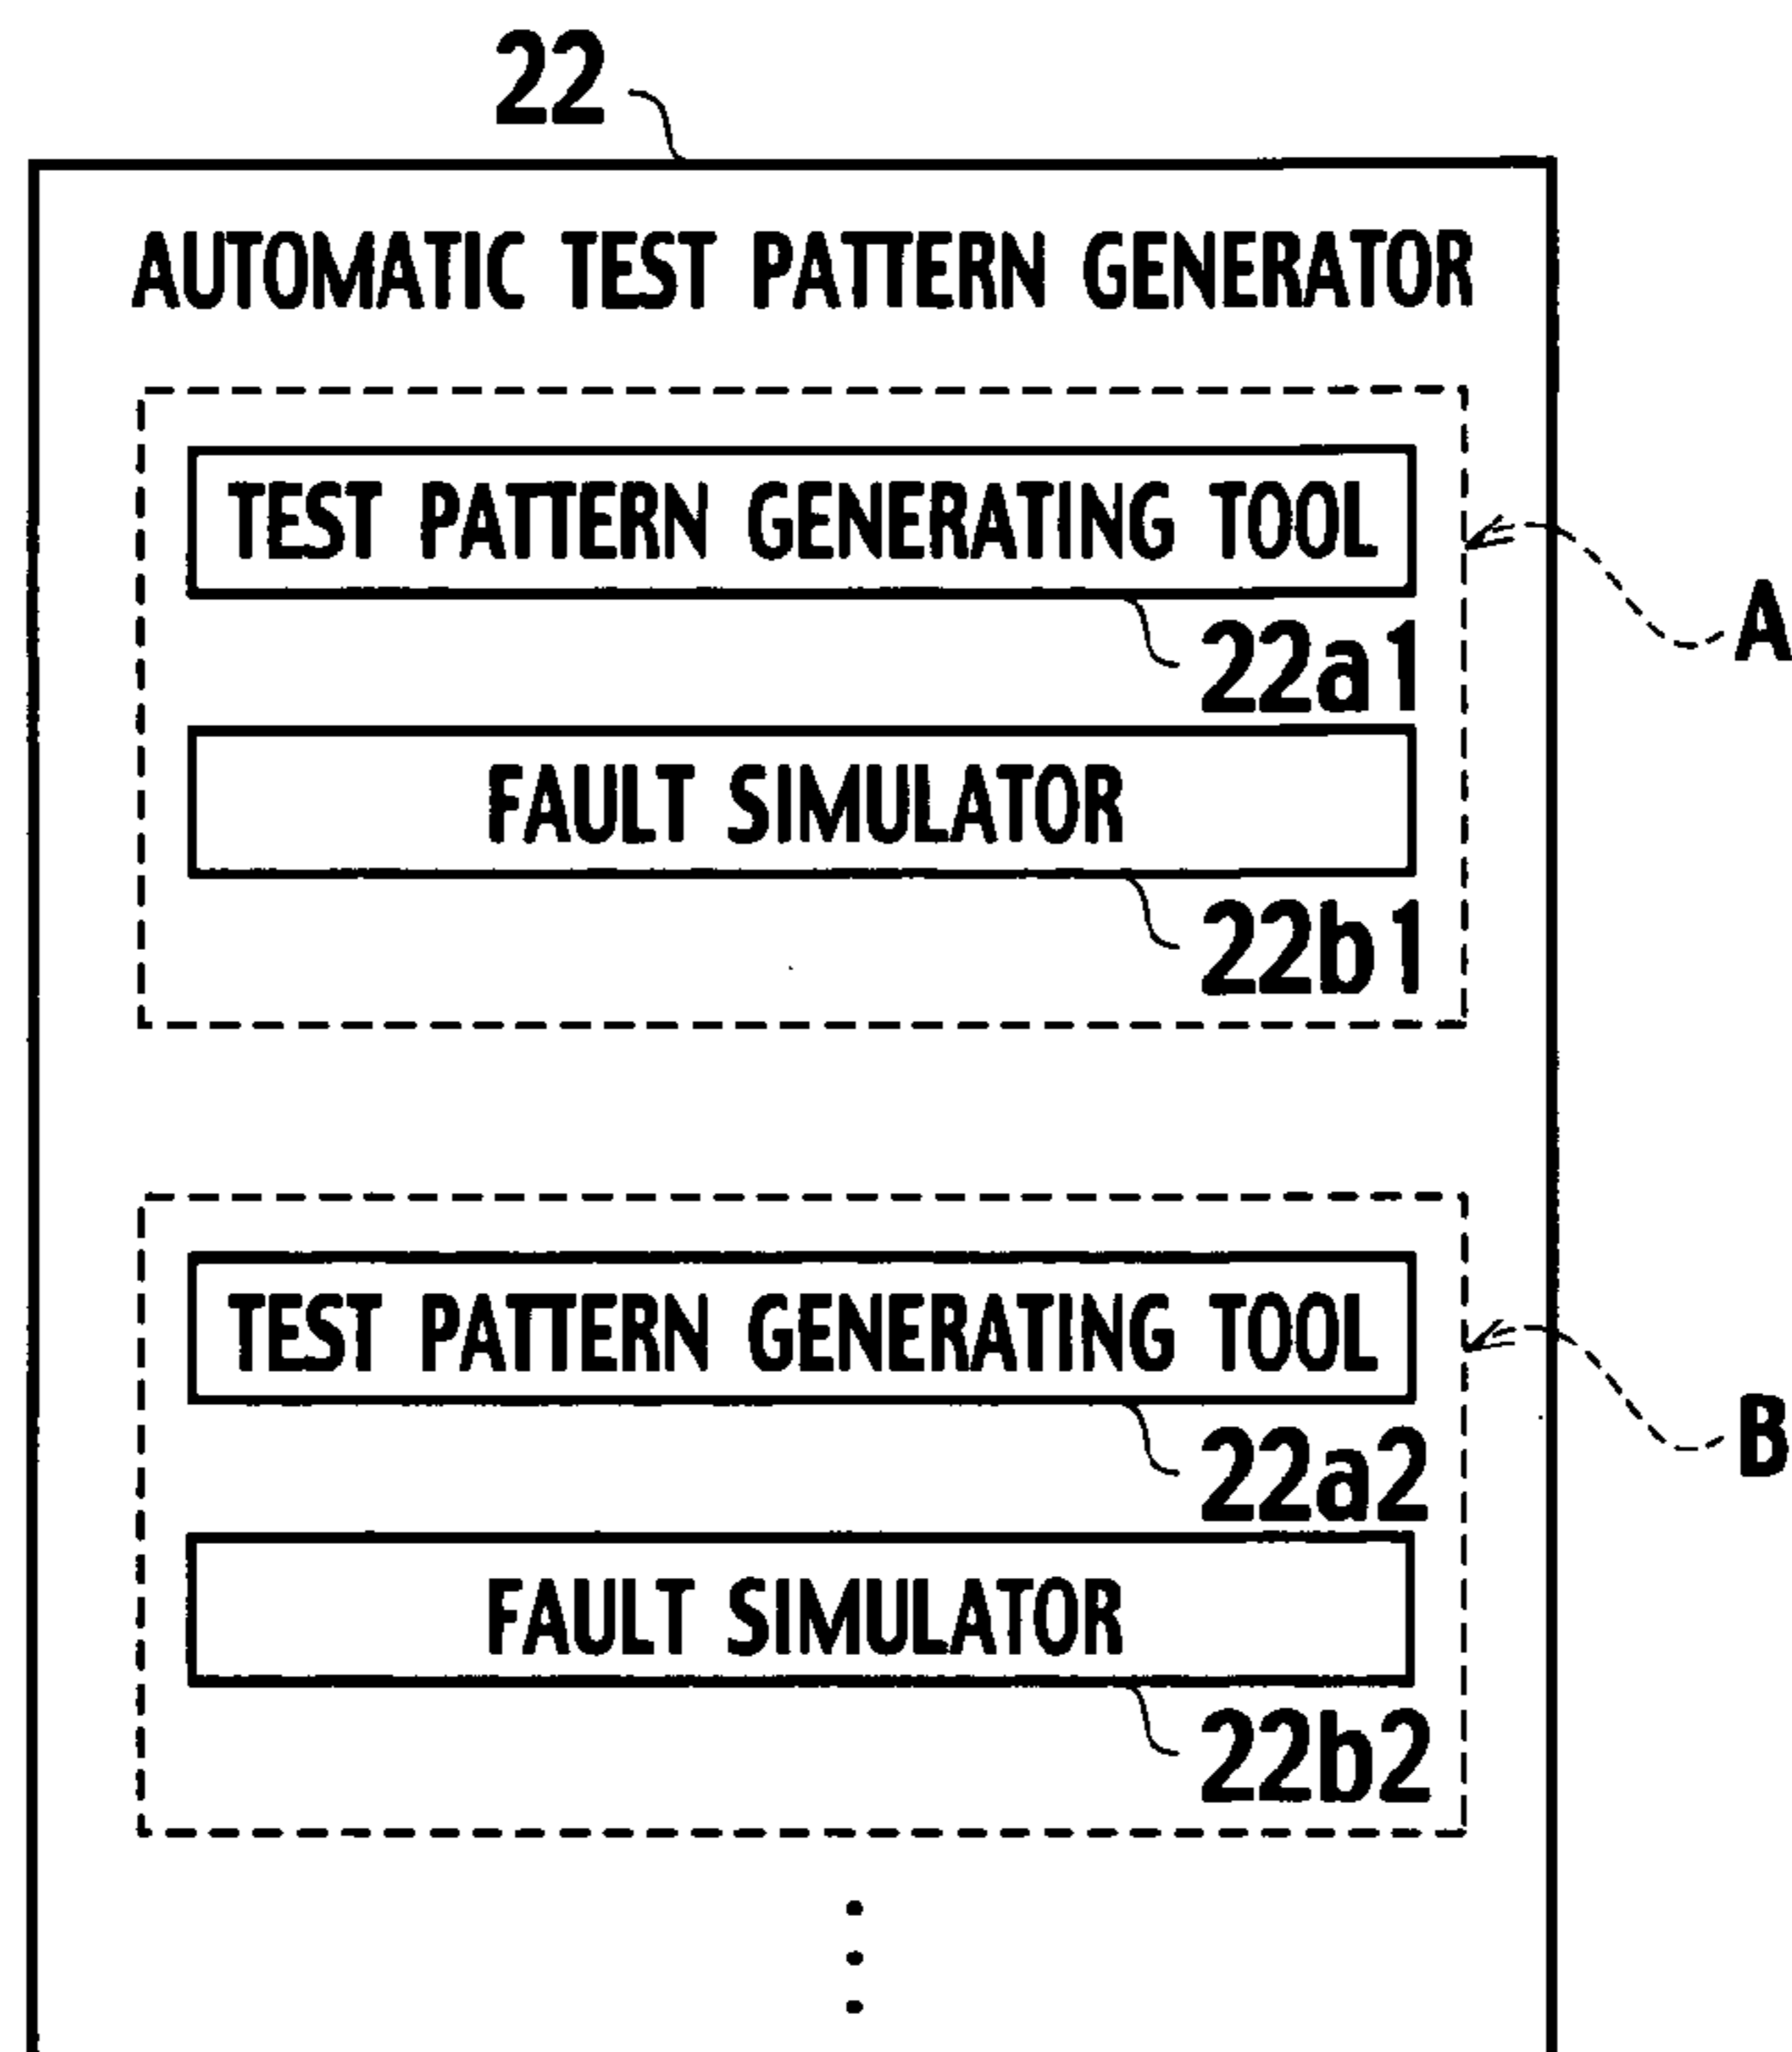 22
AUTOMATIC TEST PATTERN GENERATOR
TEST PATTERN GENERATING TOOL
A
22a1
FAULT SIMULATOR
22b1
TEST PATTERN GENERATING TOOL
B
22a2
FAULT SIMULATOR
22b2